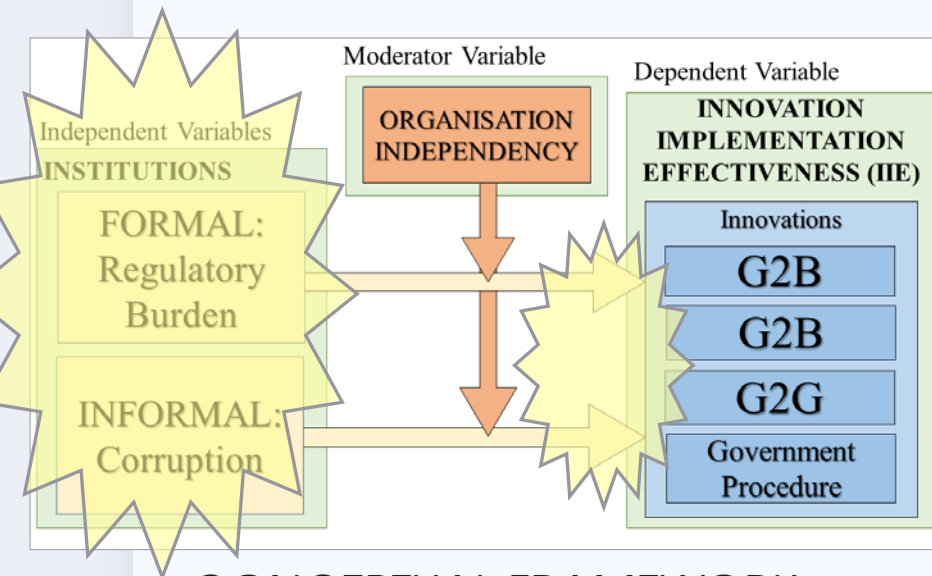 Moderator Variable
Dependent Variable
Independent Variables
INSTITUTIONS
FORMAL:
Regulatory
Burden
INFORMAL:
Corruption
ORGANISATION
INDEPENDENCY
INNOVATION
IMPLEMENTATION
EFFECTIVENESS (IIE)
Innovations
G2B
G2B
G2G
Government
Procedure